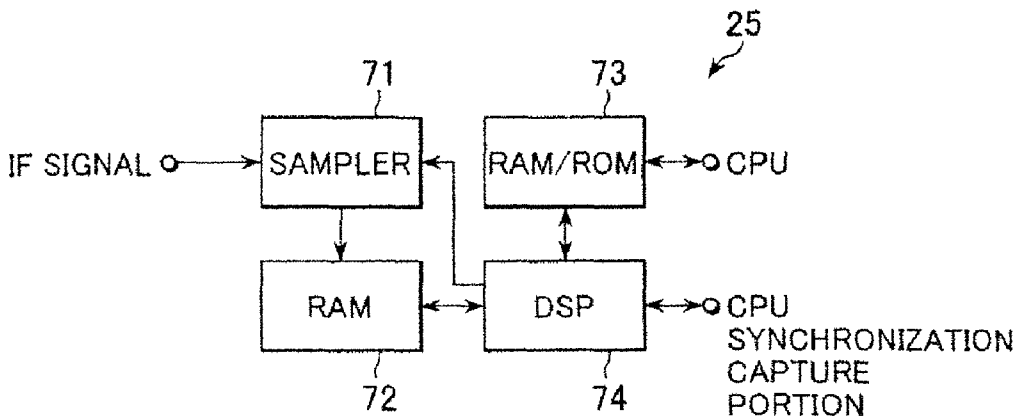 25
71
73
IF SIGNAL
SAMPLER
RAM/ROM
CPU
RAM
DSP
CPU
SYNCHRONIZATION
CAPTURE
PORTION
72
74